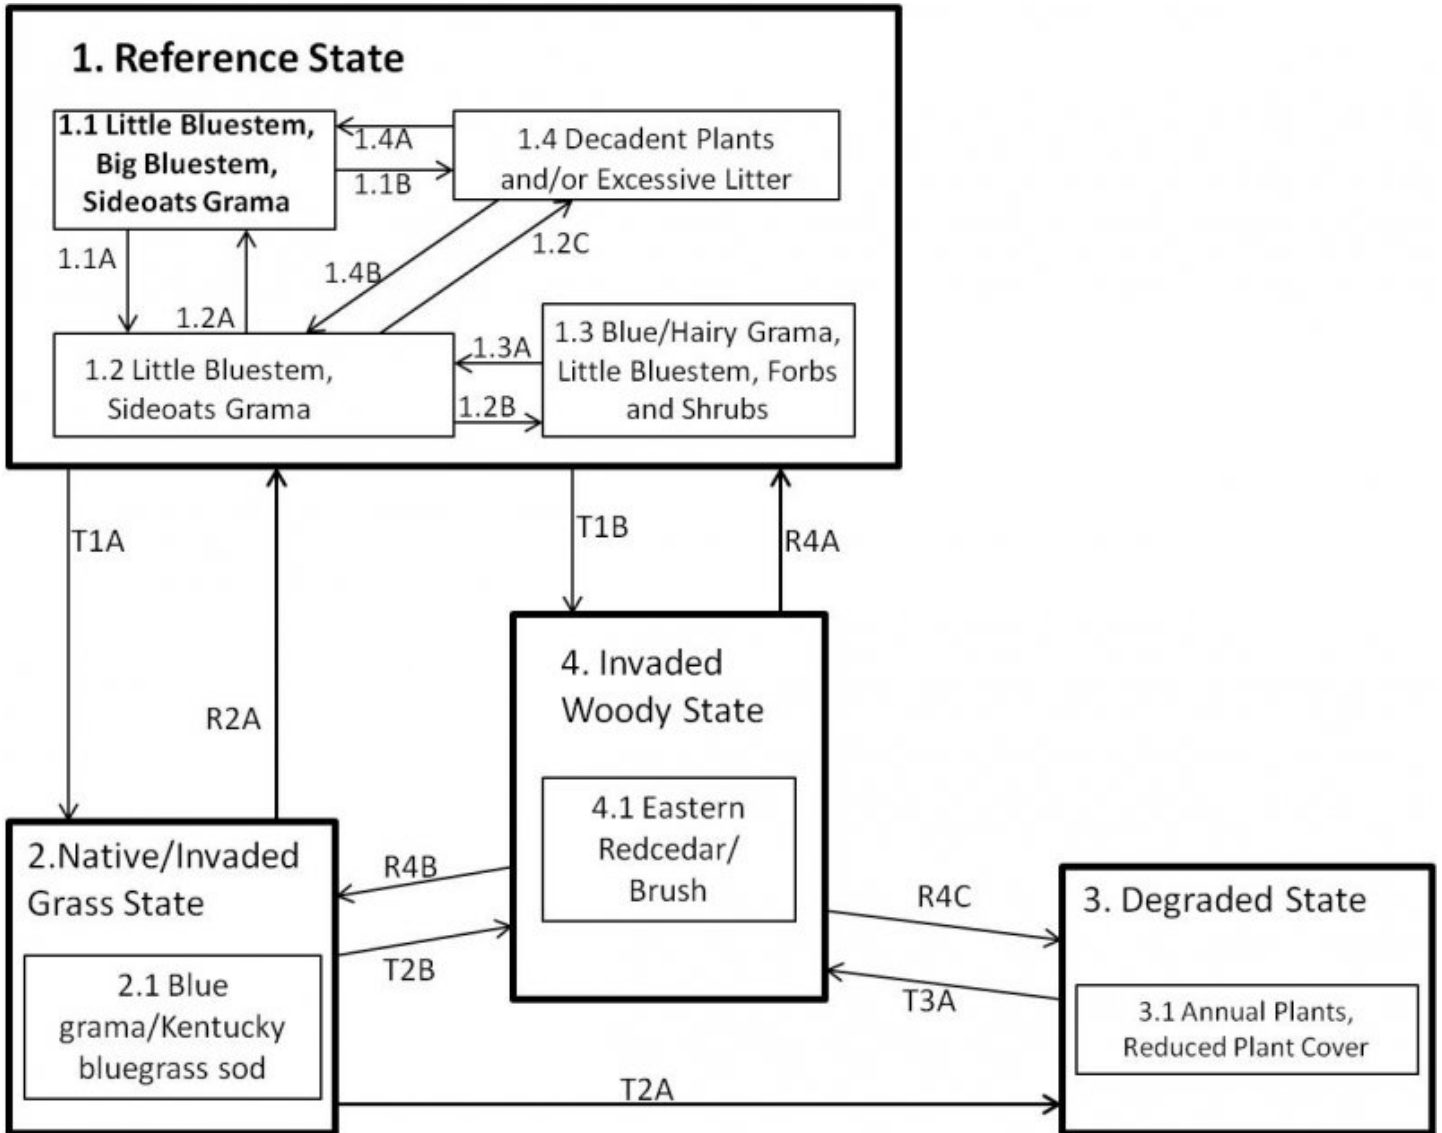 1. Reference State
1.1 Little Bluestem,
Big Bluestem,
Sideoats Grama
1.4A
1.1B
1.4 Decadent Plants
and/or Excessive Litter
1.1A
1.2A
1.4B
1.2C
1.2 Little Bluestem,
Sideoats Grama
1.3A
1.2B
1.3 Blue/Hairy Grama,
Little Bluestem, Forbs
and Shrubs
T1A
R2A
T1B
R4A
4. Invaded
Woody State
4.1 Eastern
Redcedar/
Brush
2.Native/Invaded
Grass State
2.1 Blue
grama/Kentucky
bluegrass sod
R4B
T2B
R4C
T3A
3. Degraded State
3.1 Annual Plants,
Reduced Plant Cover
T2A